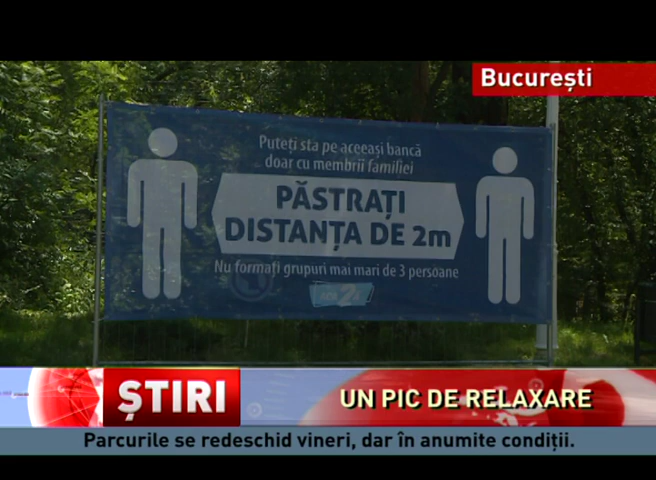 București
Puteți sta pe aceeași bancă
doar cu membrii familiei
PĂSTRAȚI
DISTANȚA DE 2m
Nu formați grupuri mai mari de 3 persoane
ȘTIRI
UN PIC DE RELAXARE
Parcurile se redeschid vineri, dar în anumite condiții.